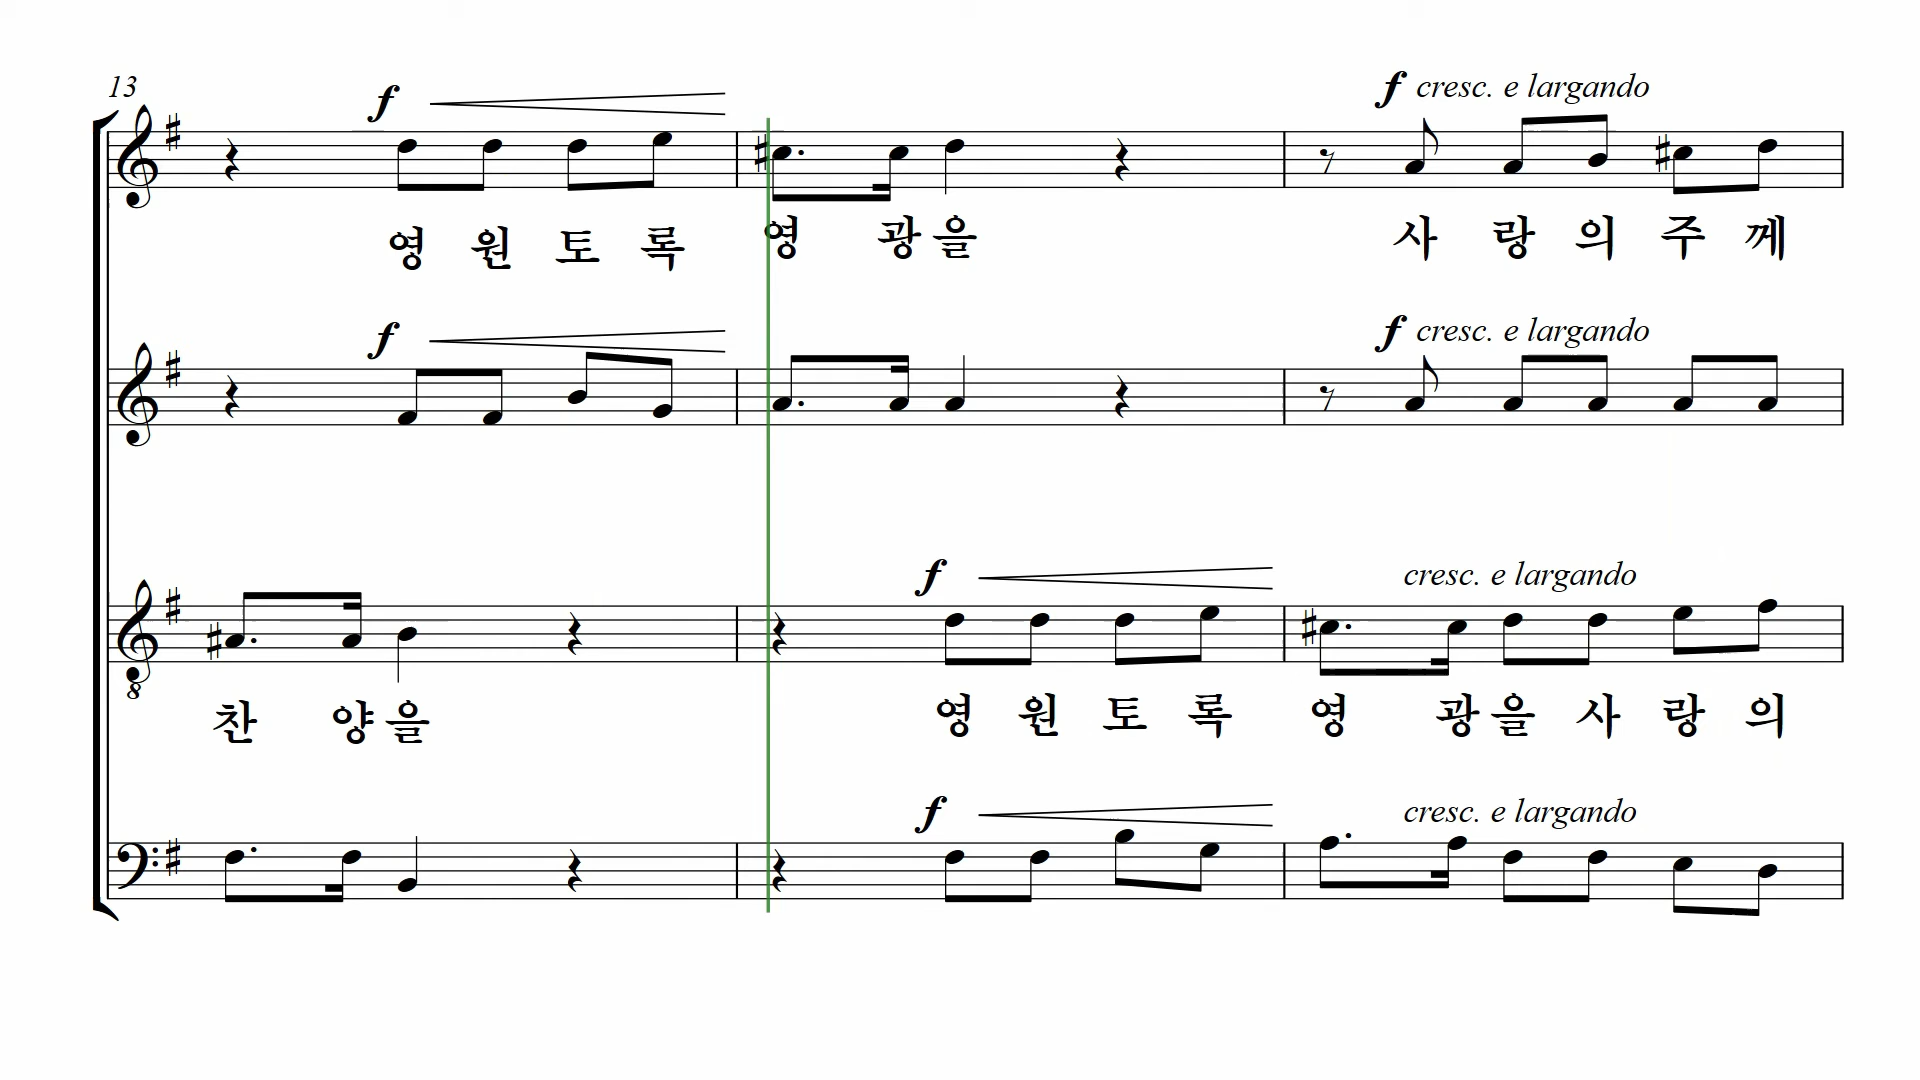 13
f
f cresc. e largando
영 원 토 록 영 광 을 사 랑 의 주 께
f
f cresc. e largando
f
cresc. e largando
8
찬 양 을 영 원 토 록 영 광 을 사 랑 의
f
cresc. e largando